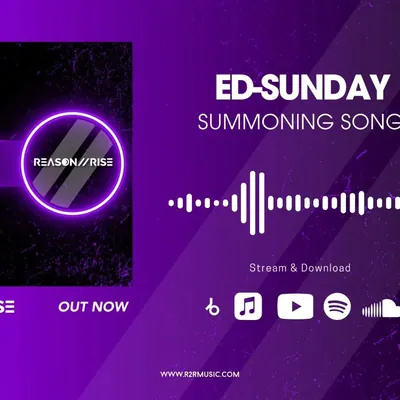 ED-SUNDAY
SUMMONING SONG
REASON//RISE
Stream & Download
OUT NOW
WWW.R2RMUSIC.COM